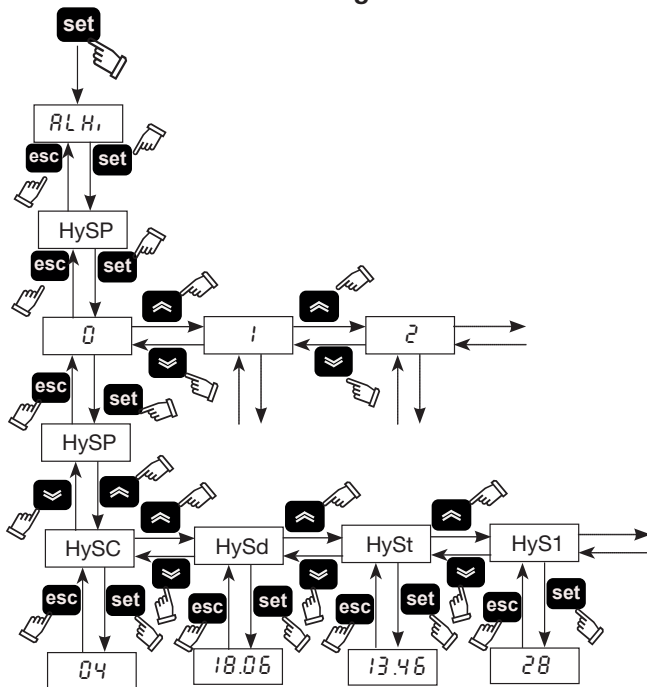 set
ALHi
esc set
HySP
esc set
0 1 2
esc set
HySP
HySC HySd HySt HyS1
esc set esc set esc set esc set
04 18.06 13.46 28